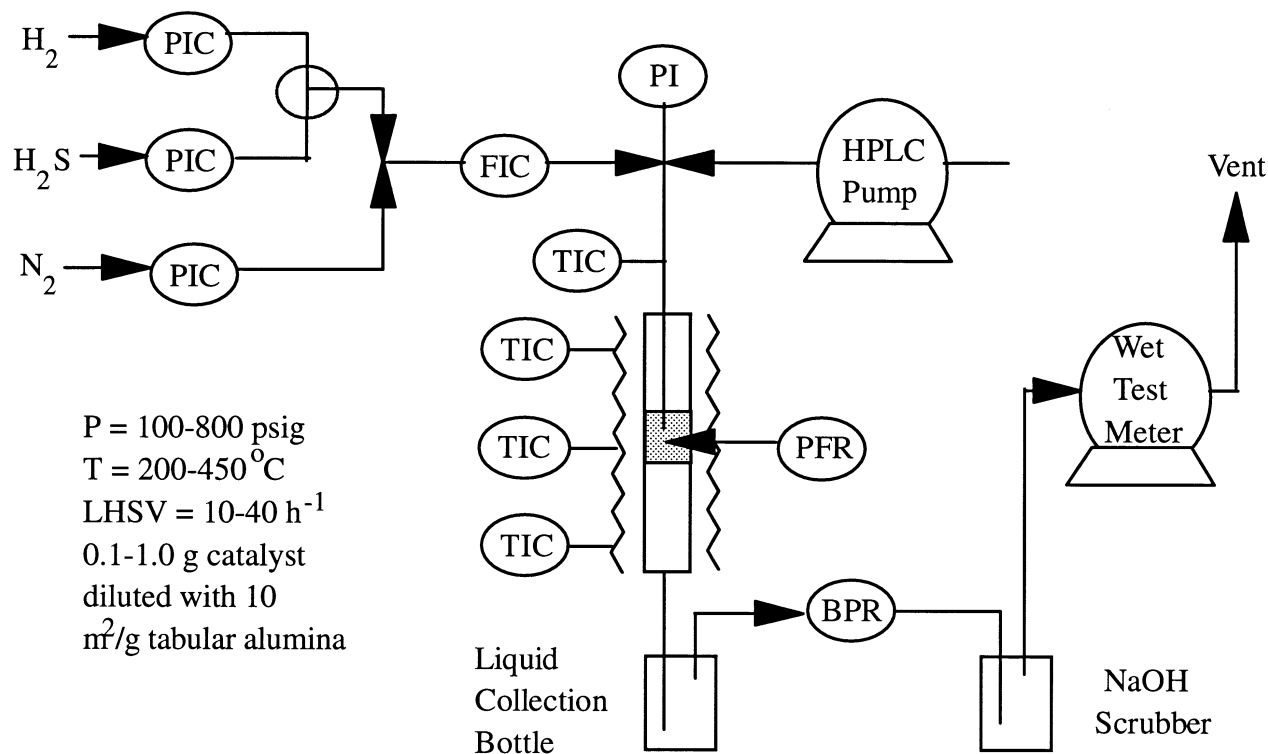 H2
PIC
H2S
PIC
N2
PIC
FIC
PI
HPLC
Pump
Vent
TIC
TIC
TIC
TIC
PFR
Wet
Test
Meter
P = 100-800 psig
T = 200-450 °C
LHSV = 10-40 h-1
0.1-1.0 g catalyst
diluted with 10
m2/g tabular alumina
BPR
Liquid
Collection
Bottle
NaOH
Scrubber